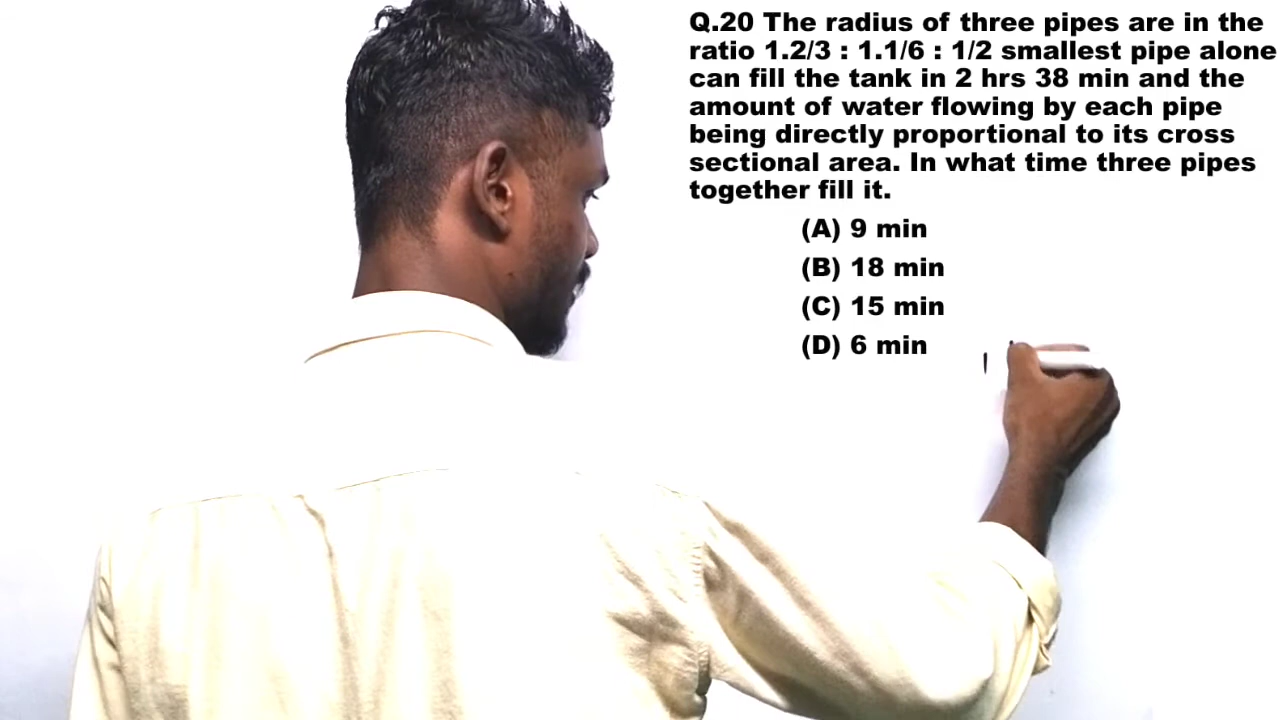 Q.20 The radius of three pipes are in the
ratio 1.2/3 : 1.1/6 : 1/2 smallest pipe alone
can fill the tank in 2 hrs 38 min and the
amount of water flowing by each pipe
being directly proportional to its cross
sectional area. In what time three pipes
together fill it.
(A) 9 min
(B) 18 min
(C) 15 min
(D) 6 min